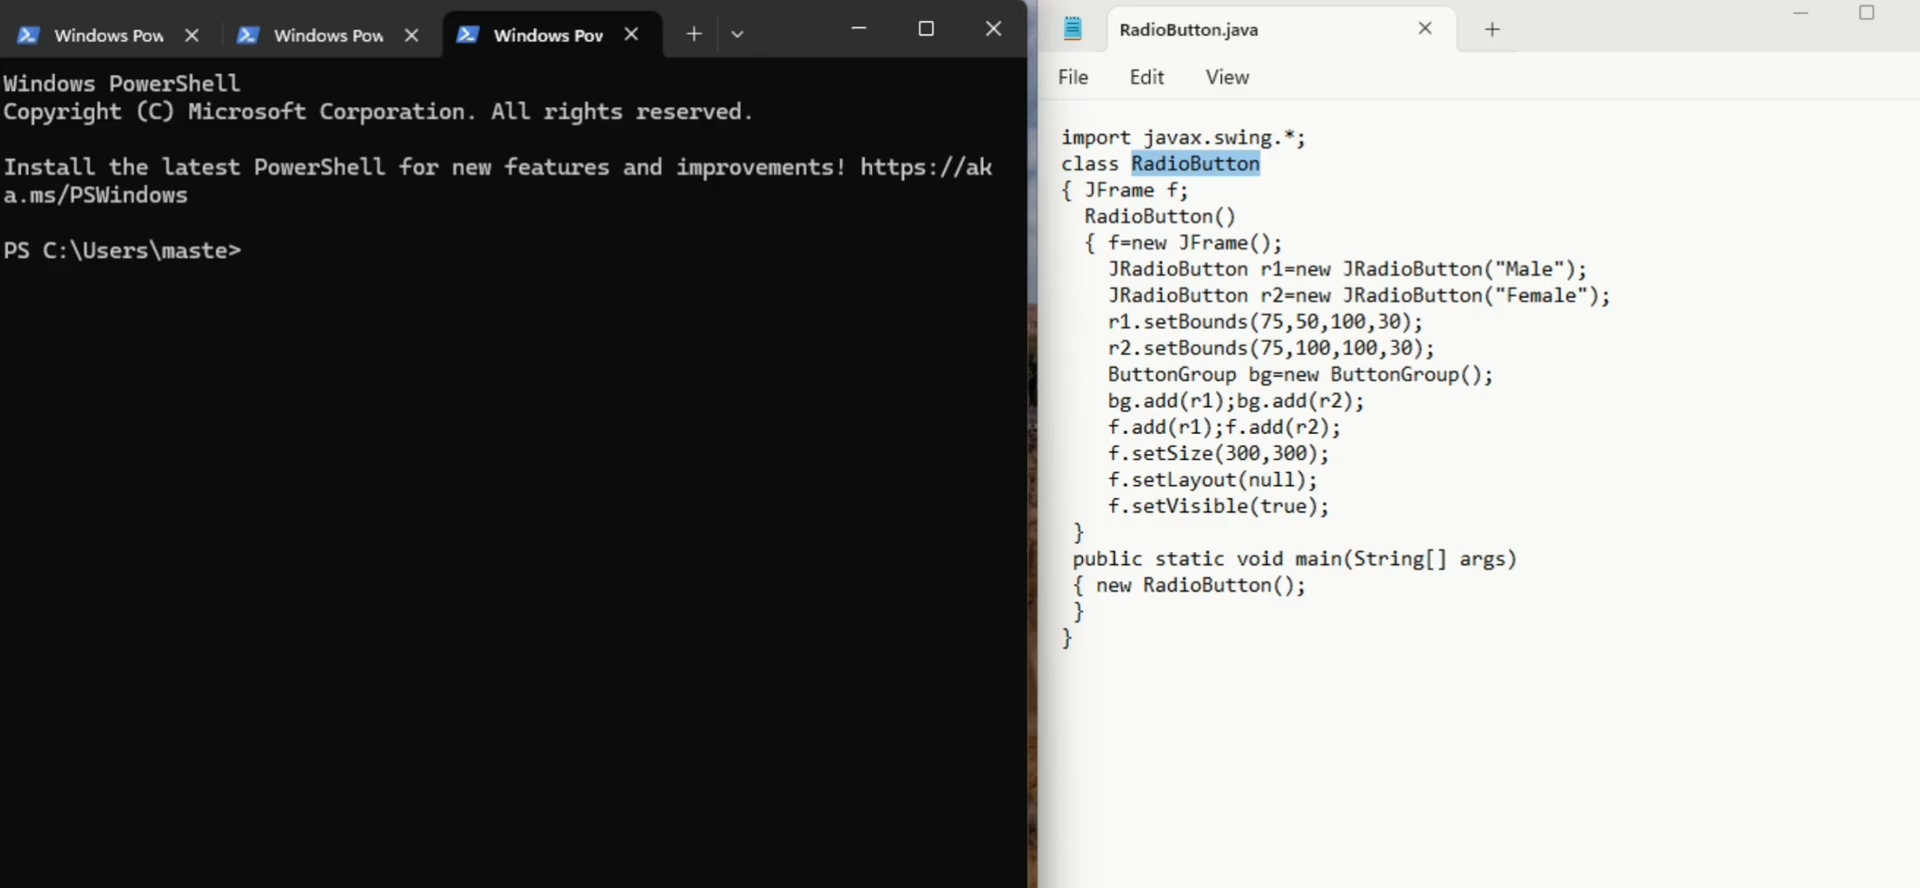 Windows Pow
Windows Pow
Windows Pow
Windows PowerShell
Copyright (C) Microsoft Corporation. All rights reserved.
Install the latest PowerShell for new features and improvements! https://ak
a.ms/PSWindows
PS C:\Users\maste>
RadioButton.java
File Edit View
import javax.swing.*;
class RadioButton
{ JFrame f;
  RadioButton()
  { f=new JFrame();
    JRadioButton r1=new JRadioButton("Male");
    JRadioButton r2=new JRadioButton("Female");
    r1.setBounds(75,50,100,30);
    r2.setBounds(75,100,100,30);
    ButtonGroup bg=new ButtonGroup();
    bg.add(r1);bg.add(r2);
    f.add(r1);f.add(r2);
    f.setSize(300,300);
    f.setLayout(null);
    f.setVisible(true);
 }
 public static void main(String[] args)
 { new RadioButton();
 }
}